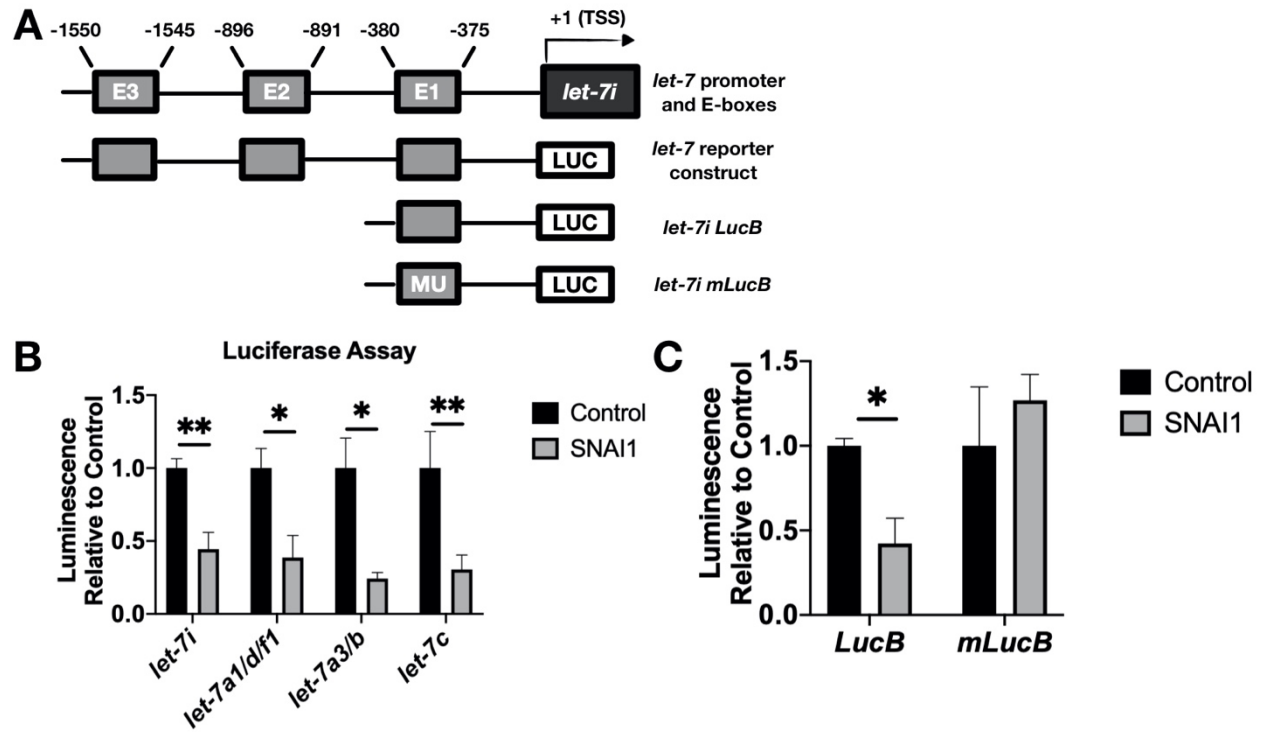 A
-1550 -1545 -896 -891 -380 -375 +1 (TSS)
E3 E2 E1 let-7i let-7 promoter
and E-boxes
LUC let-7 reporter
construct
LUC let-7i LucB
MU LUC let-7i mLucB
B
Luciferase Assay
Luminescence
Relative to Control
1.5
1.0
0.5
0.0
** * * **
Control
SNAI1
let-7i let-7a1/d/f1 let-7a3/b let-7c
C
Luminescence
Relative to Control
1.5
1.0
0.5
0.0
*
Control
SNAI1
LucB mLucB